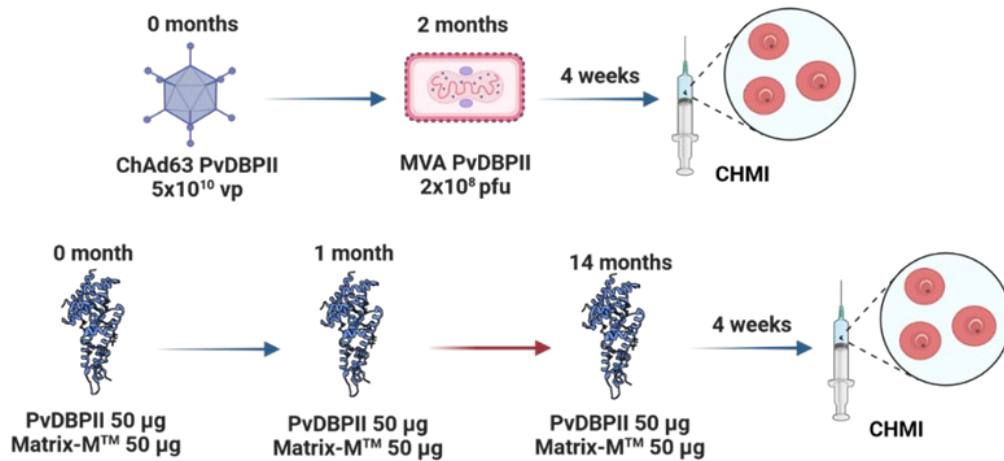 0 months
2 months
4 weeks
ChAd63 PvDBPII
5x10¹⁰ vp
MVA PvDBPII
2x10⁸ pfu
CHMI
0 month
1 month
14 months
4 weeks
PvDBPII 50 µg
Matrix-M™ 50 µg
PvDBPII 50 µg
Matrix-M™ 50 µg
PvDBPII 50 µg
Matrix-M™ 50 µg
CHMI